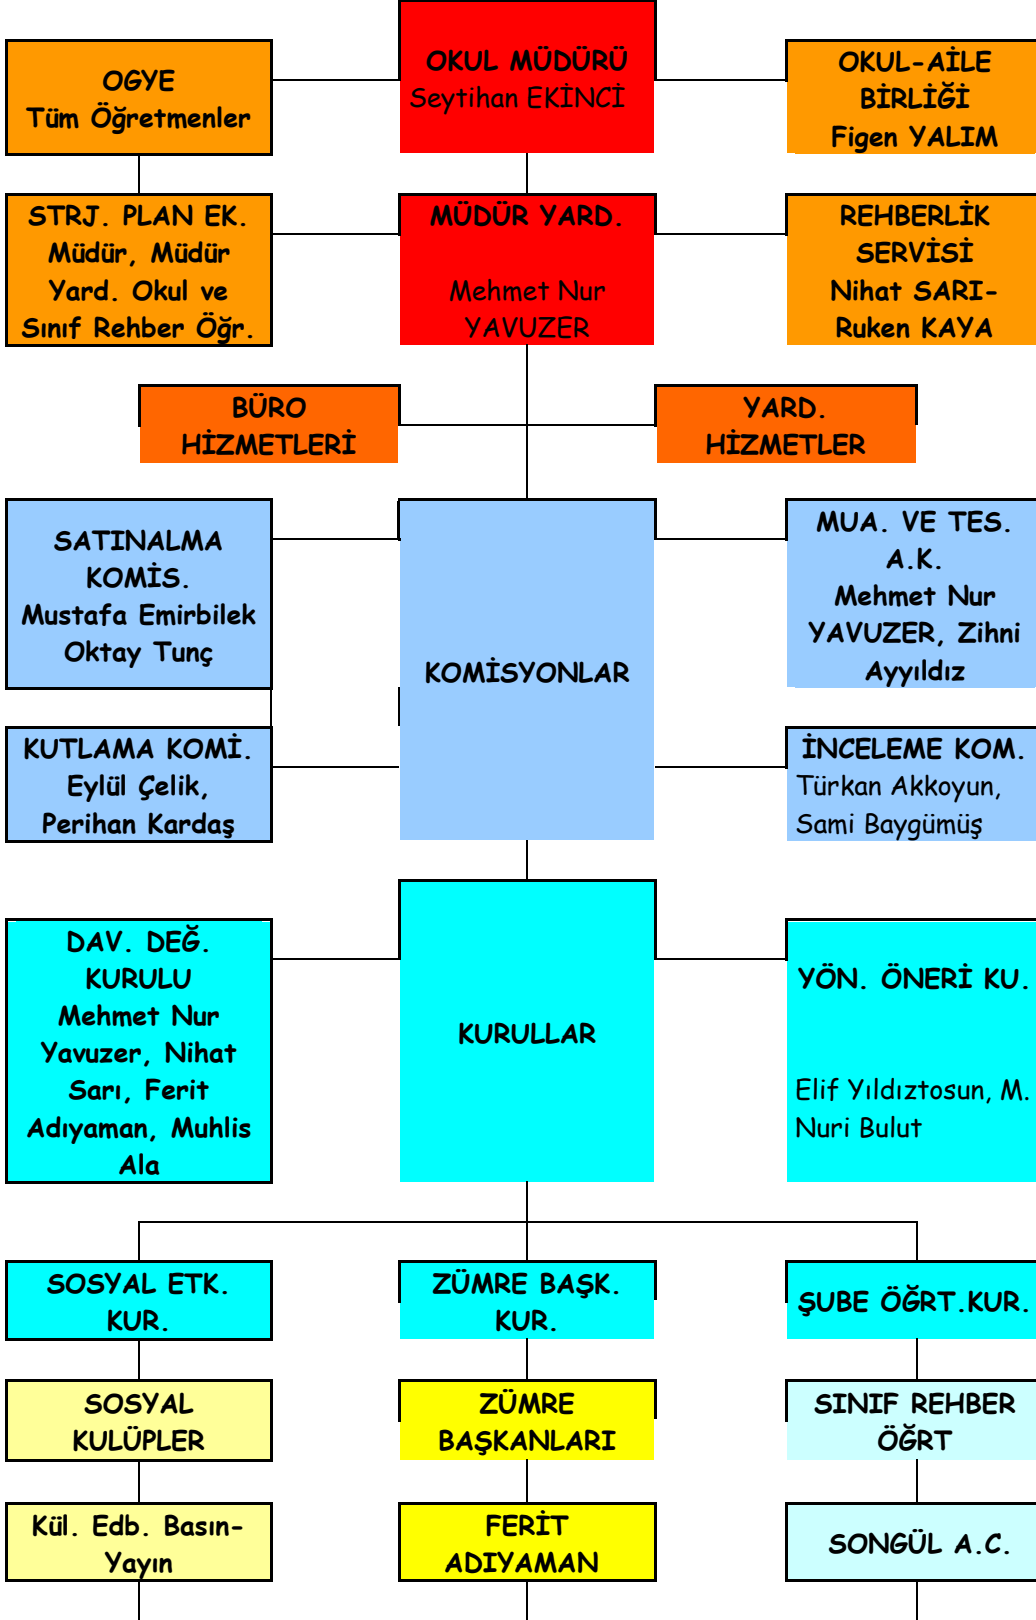 OKUL MÜDÜRÜ
Seytihan EKİNCİ
OGYE
Tüm Öğretmenler
OKUL-AİLE
BİRLİĞİ
Figen YALIM
STRJ. PLAN EK.
Müdür, Müdür
Yard. Okul ve
Sınıf Rehber Öğr.
MÜDÜR YARD.
Mehmet Nur
YAVUZER
REHBERLİK
SERVİSİ
Nihat SARI-
Ruken KAYA
BÜRO
HİZMETLERİ
YARD.
HİZMETLER
SATINALMA
KOMİS.
Mustafa Emirbilek
Oktay Tunç
KOMİSYONLAR
MUA. VE TES.
A.K.
Mehmet Nur
YAVUZER, Zihni
Ayyıldız
KUTLAMA KOMİ.
Eylül Çelik,
Perihan Kardaş
İNCELEME KOM.
Türkan Akkoyun,
Sami Baygümüş
DAV. DEĞ.
KURULU
Mehmet Nur
Yavuzer, Nihat
Sarı, Ferit
Adıyaman, Muhlis
Ala
KURULLAR
YÖN. ÖNERİ KU.
Elif Yıldıztosun, M.
Nuri Bulut
SOSYAL ETK.
KUR.
ZÜMRE BAŞK.
KUR.
ŞUBE ÖĞRT.KUR.
SOSYAL
KULÜPLER
ZÜMRE
BAŞKANLARI
SINIF REHBER
ÖĞRT
Kül. Edb. Basın-
Yayın
FERİT
ADIYAMAN
SONGÜL A.C.